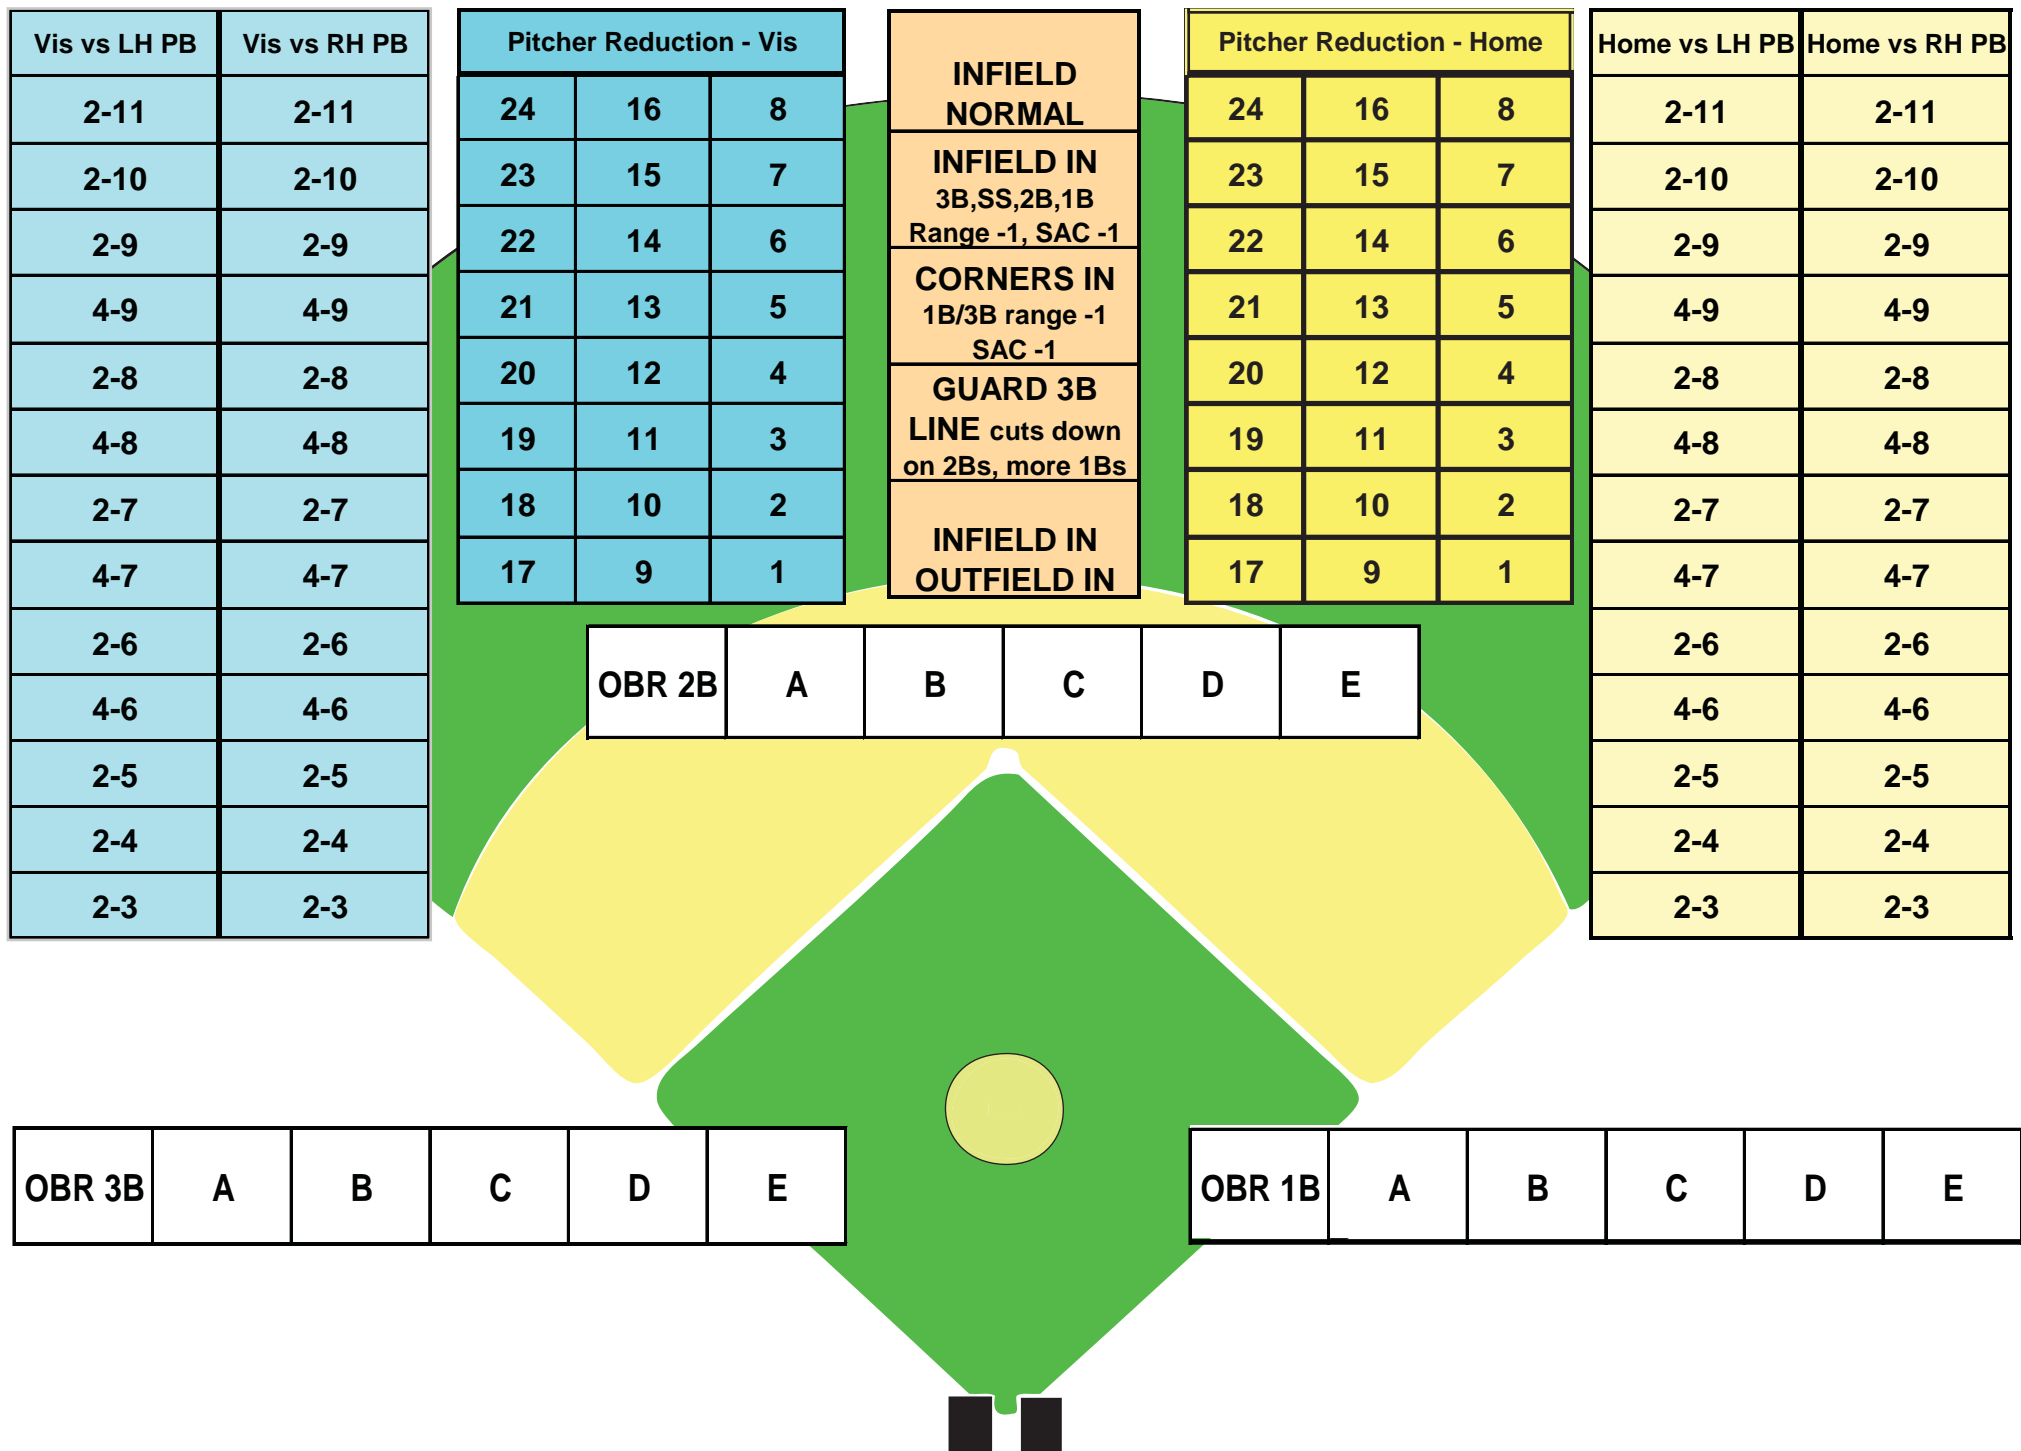 Vis vs LH PB Vis vs RH PB
2-11 2-11
2-10 2-10
2-9 2-9
4-9 4-9
2-8 2-8
4-8 4-8
2-7 2-7
4-7 4-7
2-6 2-6
4-6 4-6
2-5 2-5
2-4 2-4
2-3 2-3
Pitcher Reduction - Vis
24 16 8
23 15 7
22 14 6
21 13 5
20 12 4
19 11 3
18 10 2
17 9 1
INFIELD
NORMAL
INFIELD IN
3B,SS,2B,1B
Range -1, SAC -1
CORNERS IN
1B/3B range -1
SAC -1
GUARD 3B
LINE cuts down
on 2Bs, more 1Bs
INFIELD IN
OUTFIELD IN
Pitcher Reduction - Home
24 16 8
23 15 7
22 14 6
21 13 5
20 12 4
19 11 3
18 10 2
17 9 1
Home vs LH PB Home vs RH PB
2-11 2-11
2-10 2-10
2-9 2-9
4-9 4-9
2-8 2-8
4-8 4-8
2-7 2-7
4-7 4-7
2-6 2-6
4-6 4-6
2-5 2-5
2-4 2-4
2-3 2-3
OBR 2B A B C D E
OBR 3B A B C D E
OBR 1B A B C D E